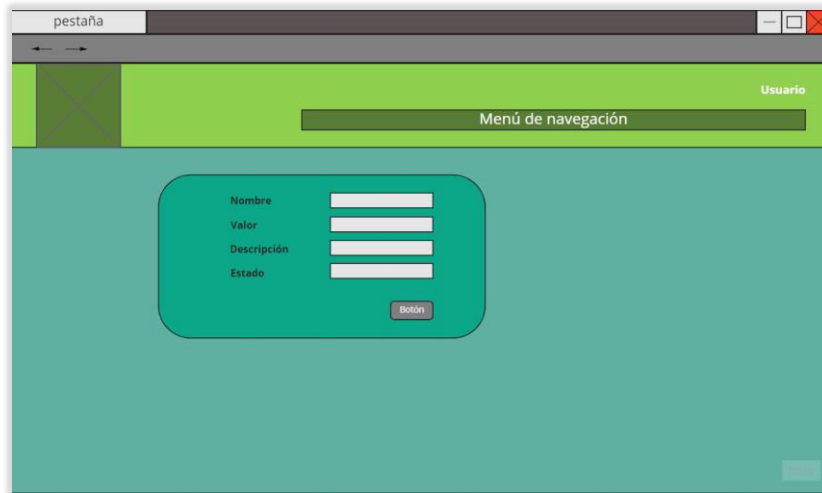 pestaña
Usuario
Menú de navegación
Nombre
Valor
Descripción
Estado
Botón